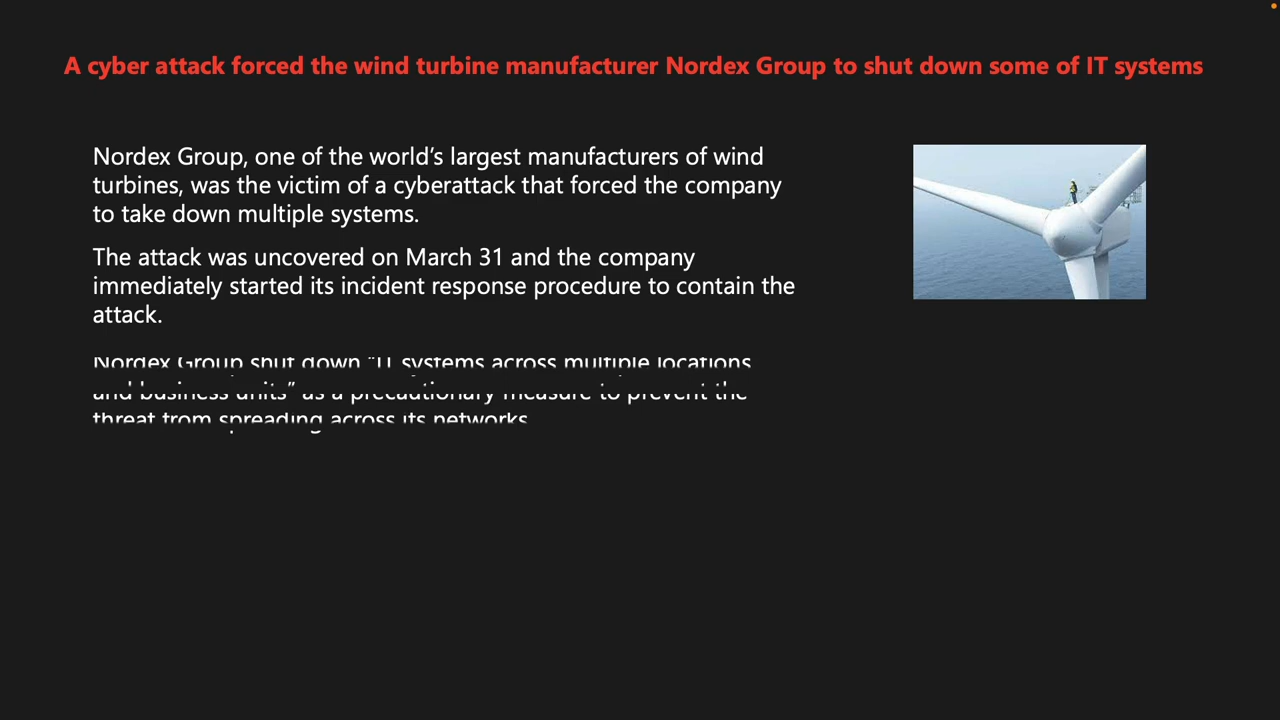 A cyber attack forced the wind turbine manufacturer Nordex Group to shut down some of IT systems
Nordex Group, one of the world’s largest manufacturers of wind
turbines, was the victim of a cyberattack that forced the company
to take down multiple systems.
The attack was uncovered on March 31 and the company
immediately started its incident response procedure to contain the
attack.
Nordex Group shut down “IT systems across multiple locations
and business units” as a precautionary measure to prevent the
threat from spreading across its networks